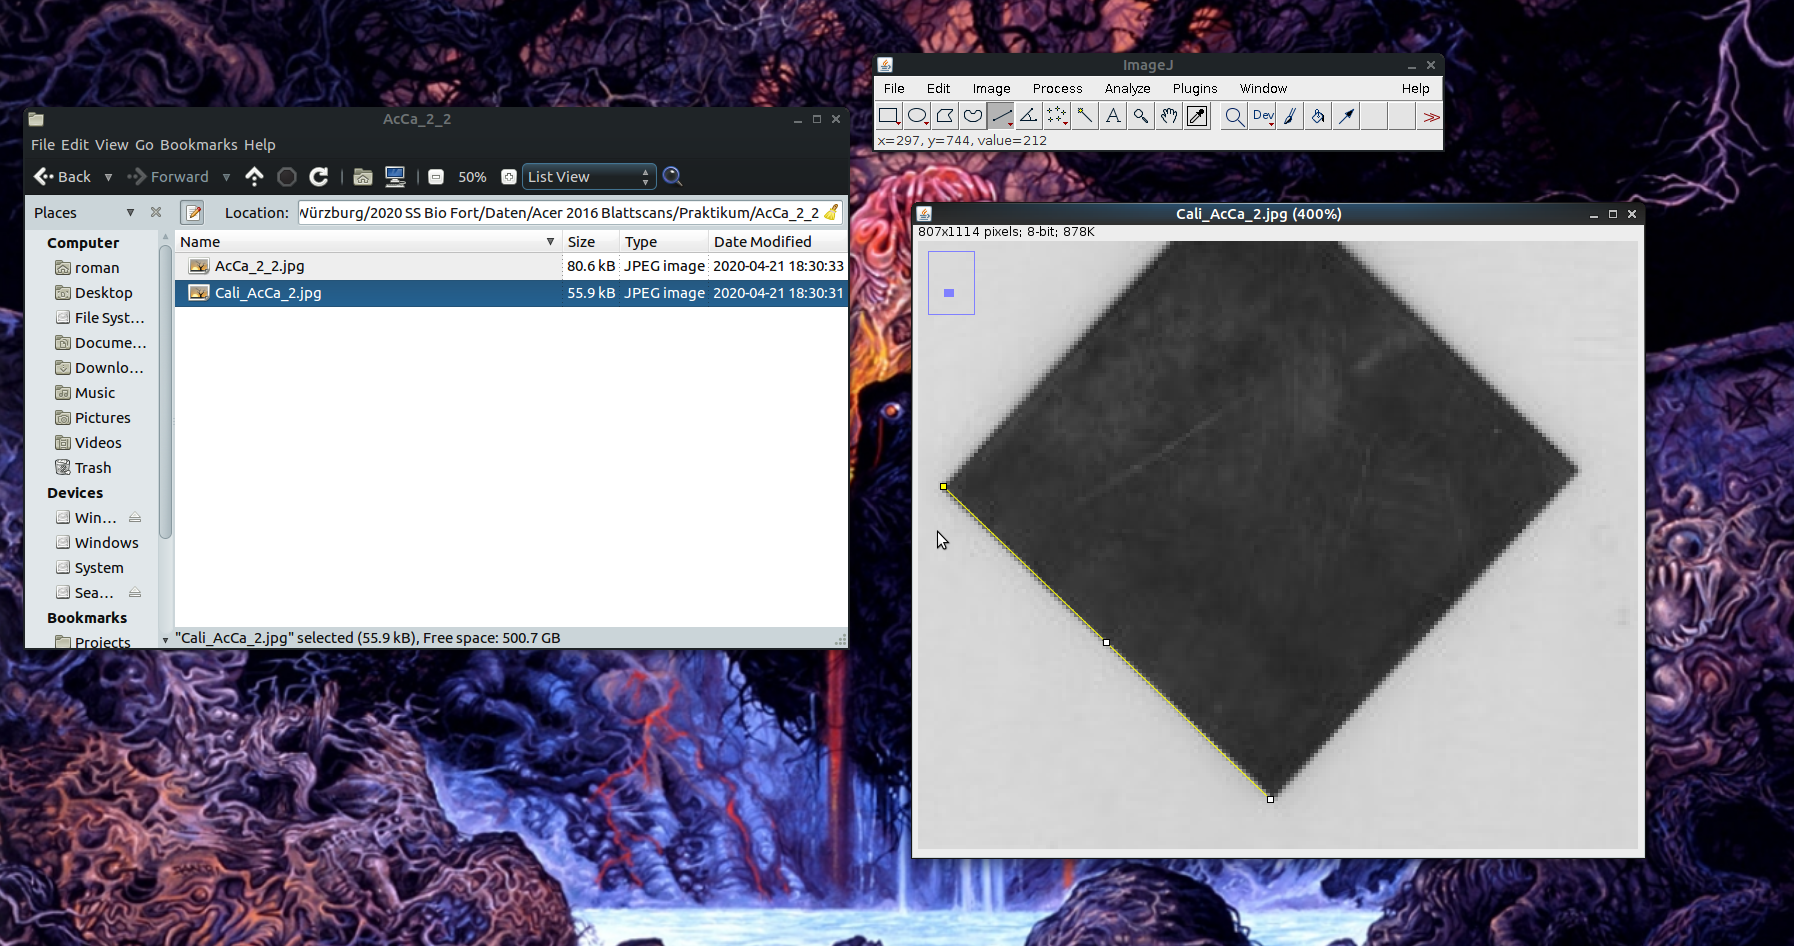 AcCa_2_2
File Edit View Go Bookmarks Help
Back Forward 50% List View
Places Location: Würzburg/2020 SS Bio Fort/Daten/Acer 2016 Blattscans/Praktikum/AcCa_2_2
Name Size Type Date Modified
AcCa_2_2.jpg 80.6 kB JPEG image 2020-04-21 18:30:33
Cali_AcCa_2.jpg 55.9 kB JPEG image 2020-04-21 18:30:31
Computer
roman
Desktop
File Syst...
Docume...
Downlo...
Music
Pictures
Videos
Trash
Devices
Win...
Windows
System
Sea...
Bookmarks
Projects
"Cali_AcCa_2.jpg" selected (55.9 kB), Free space: 500.7 GB
ImageJ
File Edit Image Process Analyze Plugins Window Help
A Dev >>
x=297, y=744, value=212
Cali_AcCa_2.jpg (400%)
807x1114 pixels; 8-bit; 878K